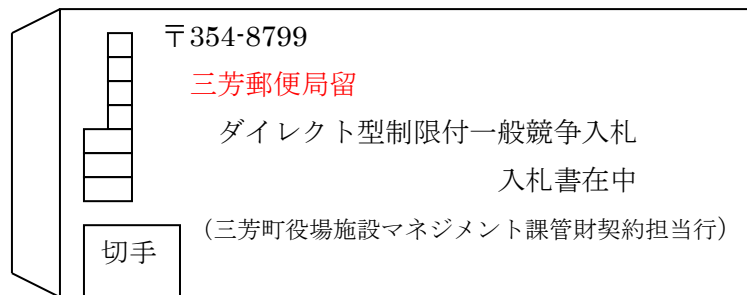 〒354-8799
三芳郵便局留
ダイレクト型制限付一般競争入札
入札書在中
（三芳町役場施設マネジメント課管財契約担当行）
切手